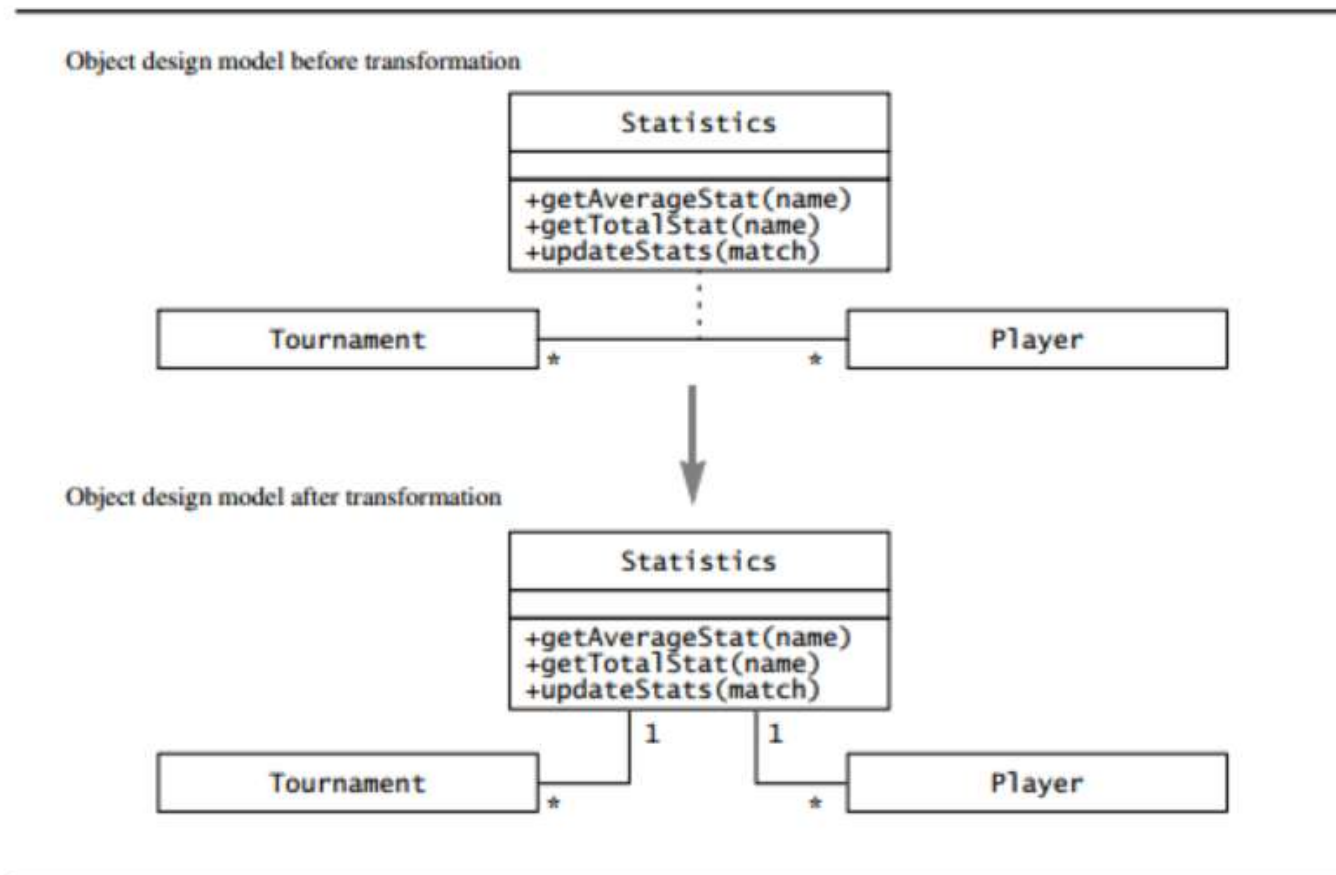 Object design model before transformation
Statistics
+getAverageStat(name)
+getTotalStat(name)
+updateStats(match)
Tournament
*
*
Player
Object design model after transformation
Statistics
+getAverageStat(name)
+getTotalStat(name)
+updateStats(match)
1
1
Tournament
*
*
Player